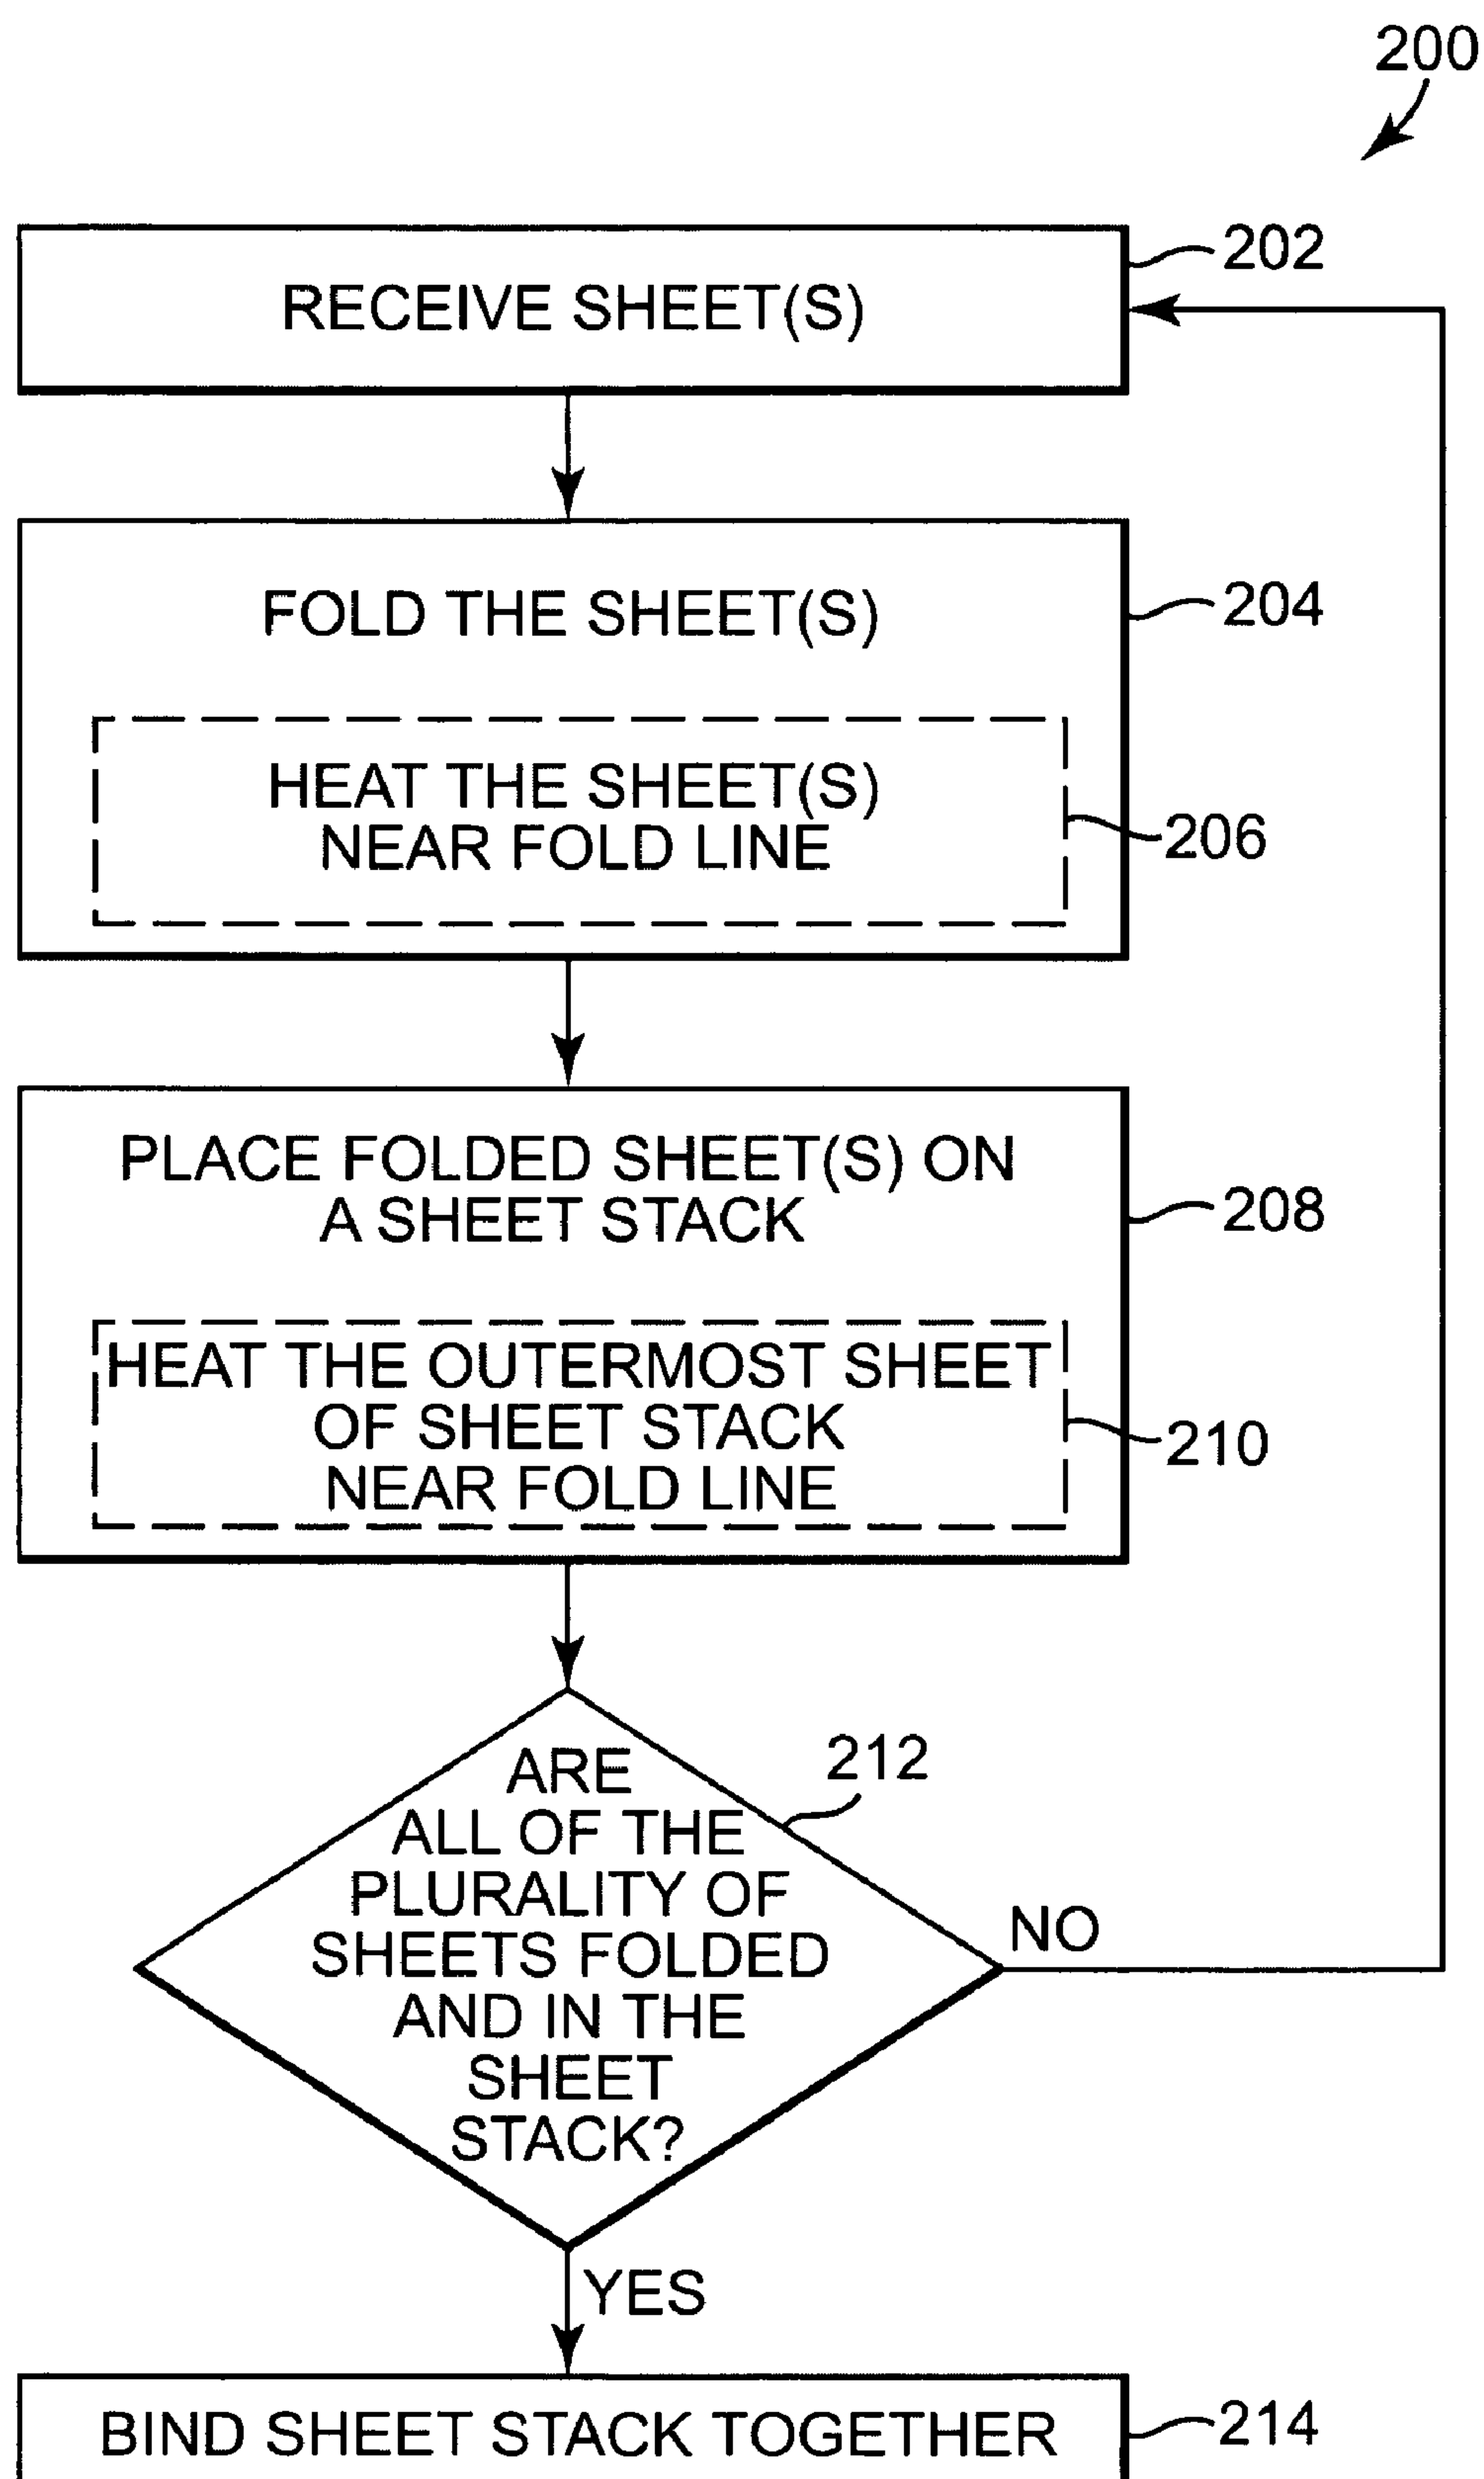 200
RECEIVE SHEET(S)
202
FOLD THE SHEET(S)
204
HEAT THE SHEET(S)
NEAR FOLD LINE
206
PLACE FOLDED SHEET(S) ON
A SHEET STACK
208
HEAT THE OUTERMOST SHEET
OF SHEET STACK
NEAR FOLD LINE
210
ARE
ALL OF THE
PLURALITY OF
SHEETS FOLDED
AND IN THE
SHEET
STACK?
212
NO
YES
BIND SHEET STACK TOGETHER
214